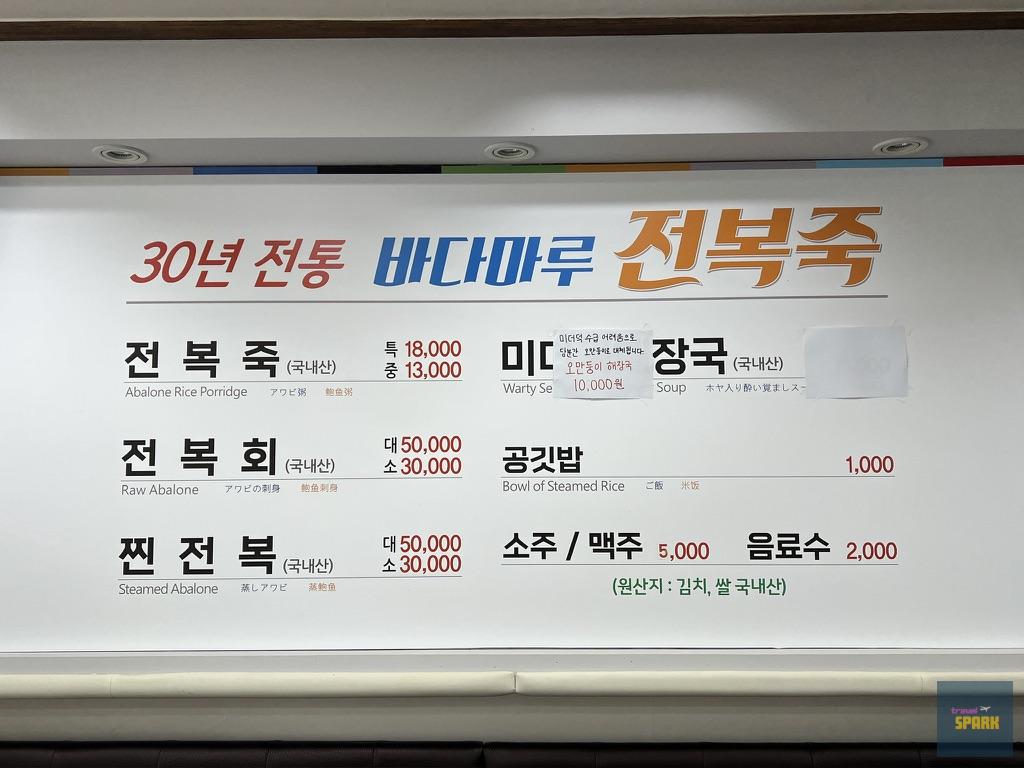 30년 전통 바다마루 전복죽
전복죽 (국내산) 특 18,000
중 13,000
Abalone Rice Porridge アワビ粥 鲍鱼粥
전복회 (국내산) 대 50,000
소 30,000
Raw Abalone アワビの刺身 鲍鱼刺身
찐전복 (국내산) 대 50,000
소 30,000
Steamed Abalone 蒸しアワビ 蒸鲍鱼
미더 장국 (국내산)
미더덕 수급 어려움으로
당분간 오만둥이로 대체됩니다.
오만둥이 해장국
10,000원
Warty Se Soup ホヤ入り酔い覚ましスー
공깃밥 1,000
Bowl of Steamed Rice ご飯 米饭
소주 / 맥주 5,000 음료수 2,000
(원산지 : 김치, 쌀 국내산)
travel
SPARK